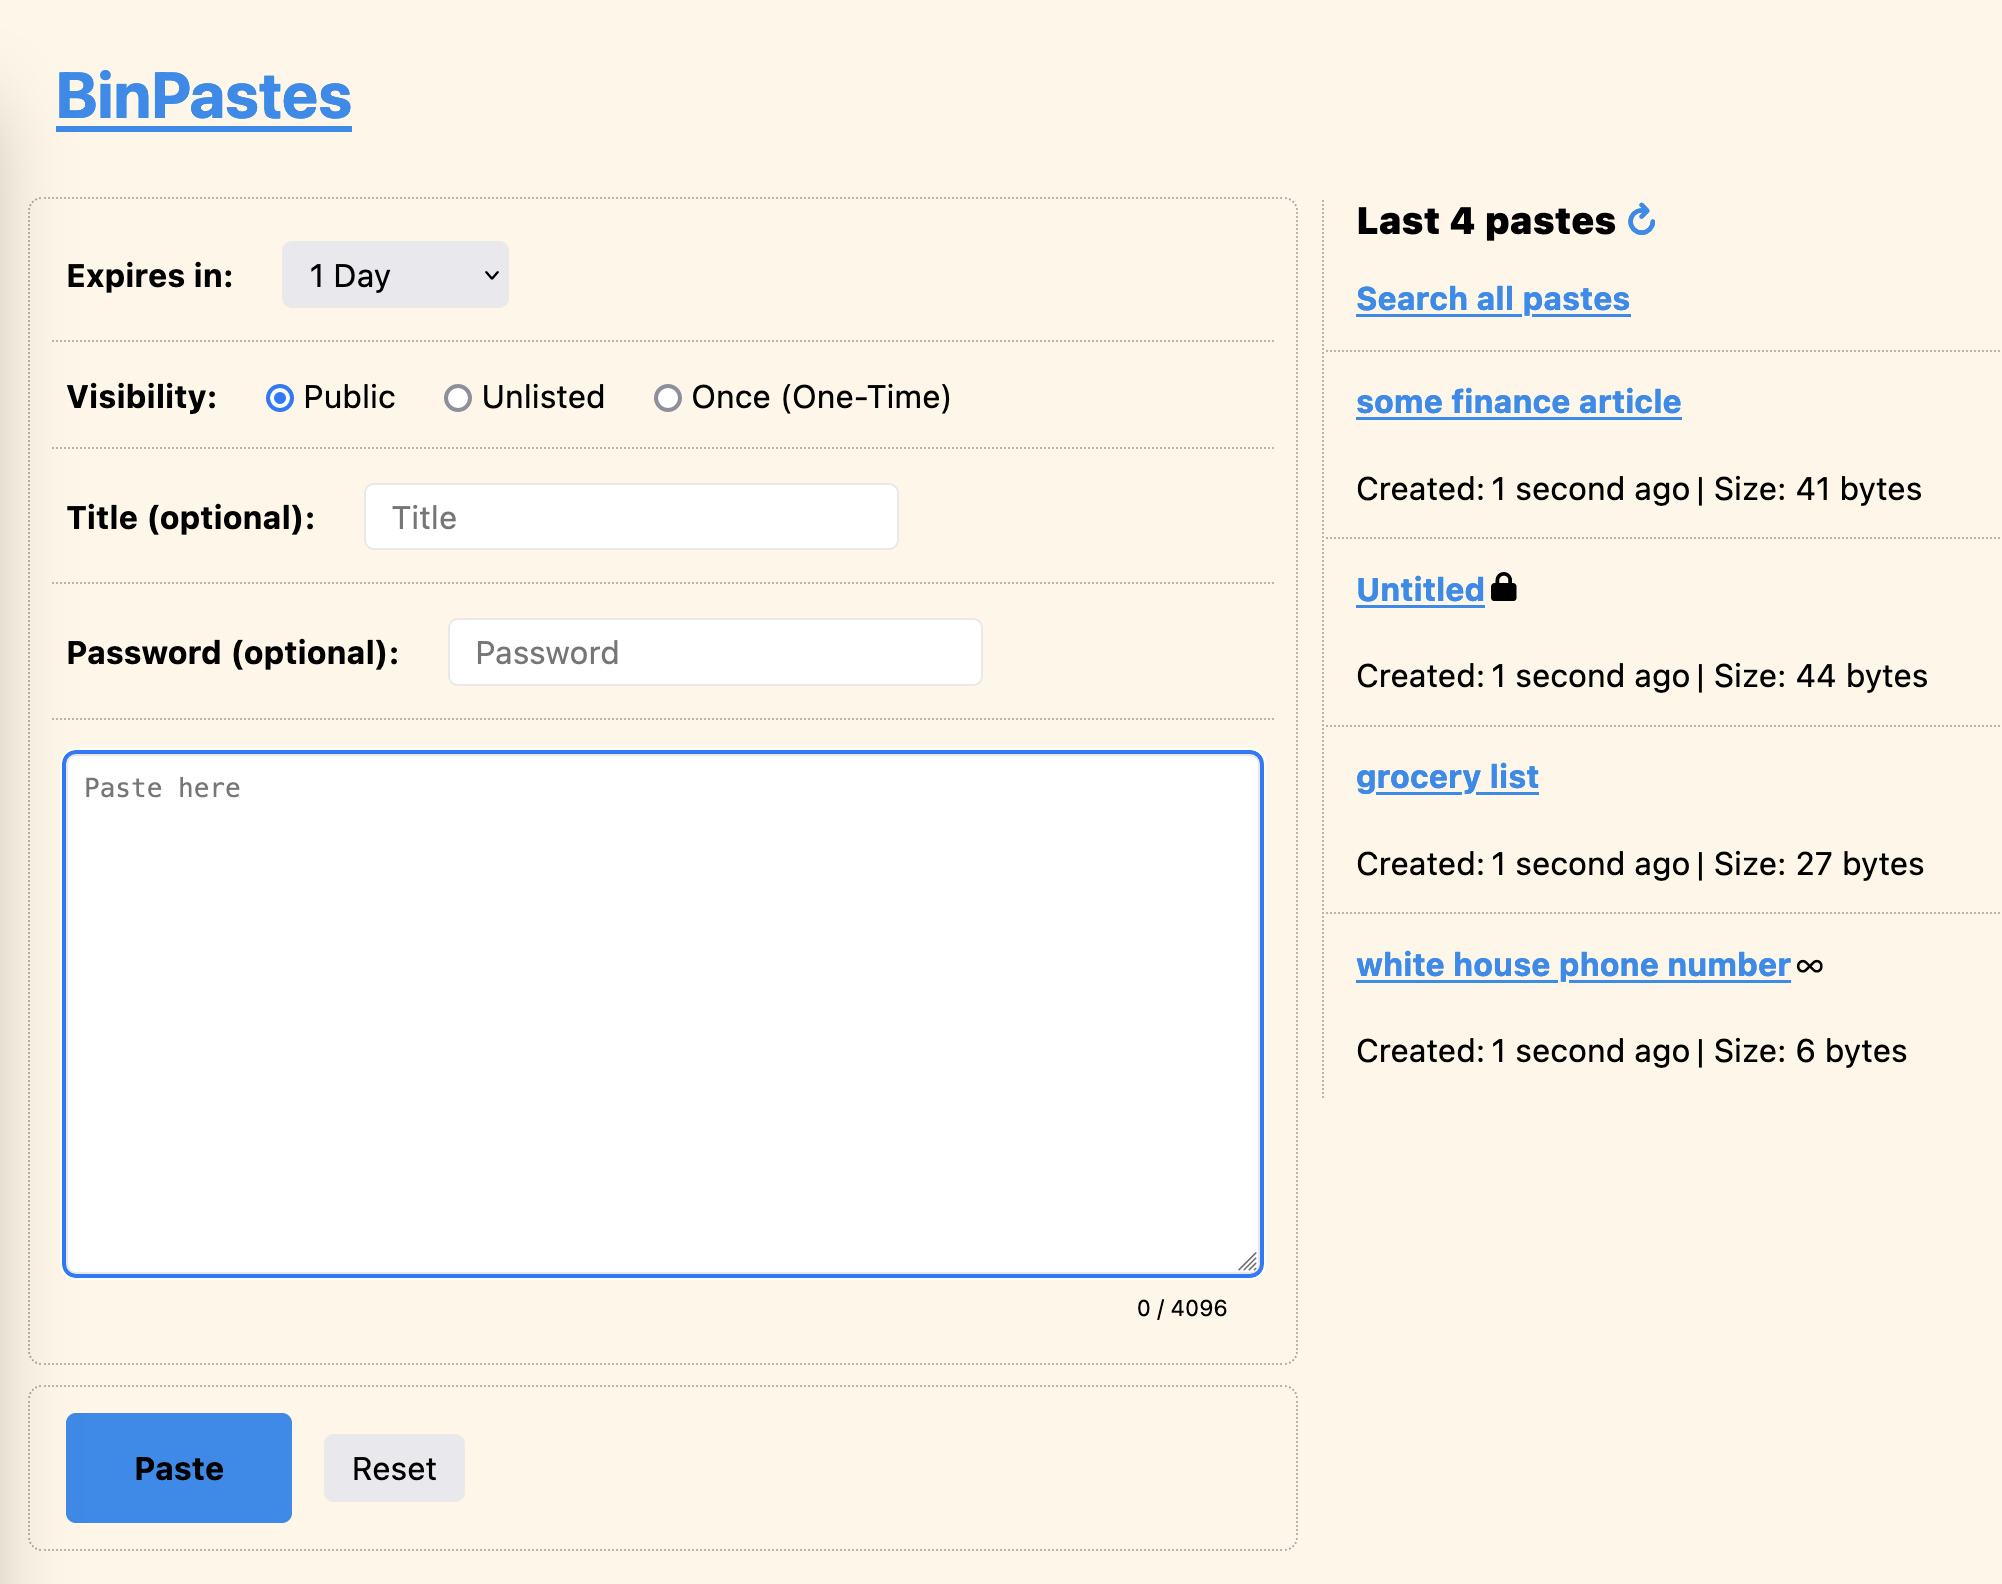 BinPastes
Expires in: 1 Day
Visibility: Public Unlisted Once (One-Time)
Title (optional): Title
Password (optional): Password
Paste here
0 / 4096
Paste Reset
Last 4 pastes
Search all pastes
some finance article
Created: 1 second ago | Size: 41 bytes
Untitled
Created: 1 second ago | Size: 44 bytes
grocery list
Created: 1 second ago | Size: 27 bytes
white house phone number ∞
Created: 1 second ago | Size: 6 bytes